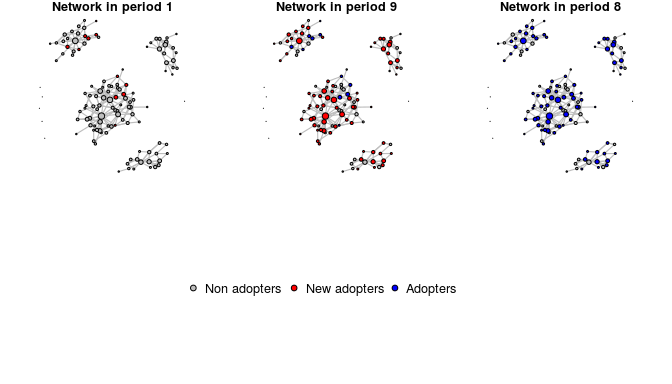 Network in period 1 Network in period 9 Network in period 8
Non adopters New adopters Adopters